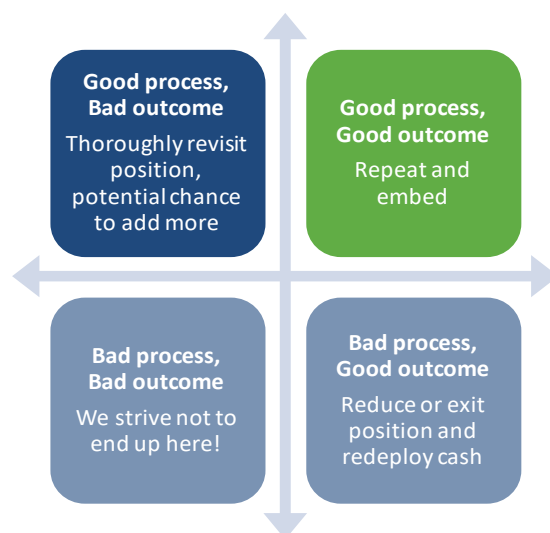 Good process,
Bad outcome
Thoroughly revisit
position,
potential chance
to add more
Good process,
Good outcome
Repeat and
embed
Bad process,
Bad outcome
We strive not to
end up here!
Bad process,
Good outcome
Reduce or exit
position and
redeploy cash